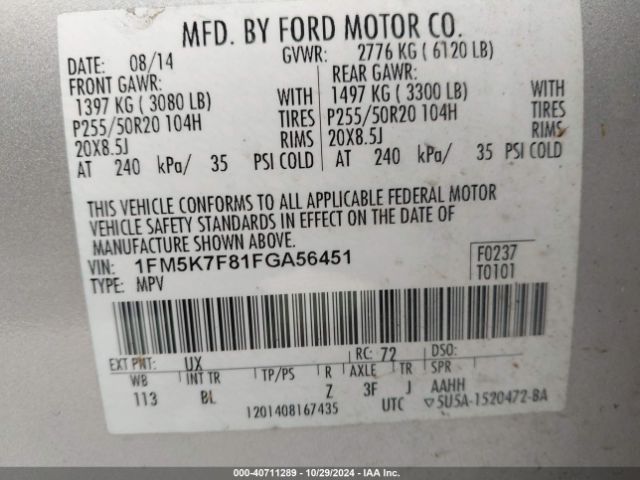 MFD. BY FORD MOTOR CO.
DATE: 08/14 GVWR: 2776 KG ( 6120 LB)
FRONT GAWR: REAR GAWR:
1397 KG ( 3080 LB) WITH 1497 KG ( 3300 LB) WITH
P255/50R20 104H TIRES P255/50R20 104H TIRES
20X8.5J RIMS 20X8.5J RIMS
AT 240 kPa/ 35 PSI COLD AT 240 kPa/ 35 PSI COLD
THIS VEHICLE CONFORMS TO ALL APPLICABLE FEDERAL MOTOR
VEHICLE SAFETY STANDARDS IN EFFECT ON THE DATE OF
MANUFACTURE SHOWN ABOVE.
VIN: 1FM5K7F81FGA56451 F0237
TYPE: MPV T0101
EXT PNT: UX RC: 72 DSO:
WB INT TR TP/PS R AXLE TR SPR
113 BL Z 3F J AAHH
1201408167435 UTC ▽5U5A-1520472-BA
000-40711289 - 10/29/2024 - IAA Inc.